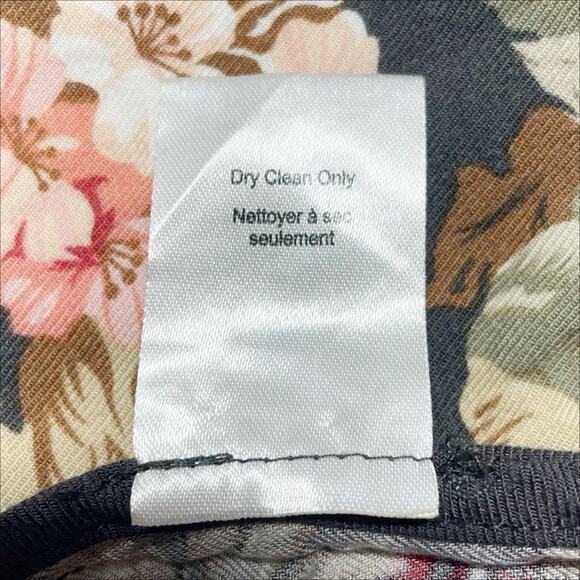 Dry Clean Only
Nettoyer à sec
seulement